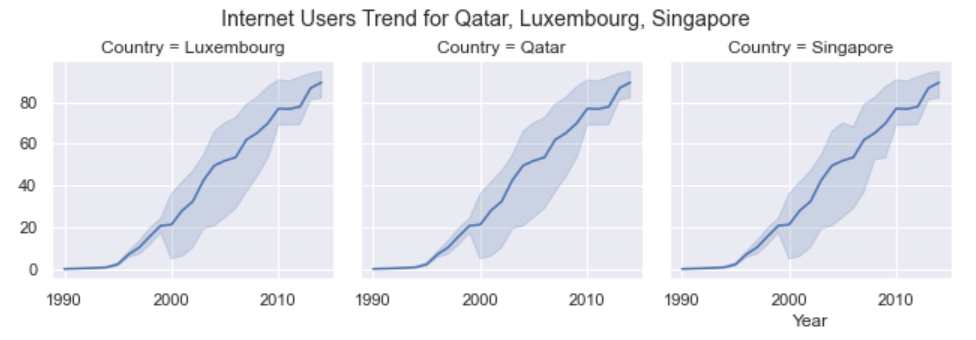 Internet Users Trend for Qatar, Luxembourg, Singapore
Country = Luxembourg
Country = Qatar
Country = Singapore
80
60
40
20
0
1990 2000 2010
1990 2000 2010
1990 2000 2010
Year